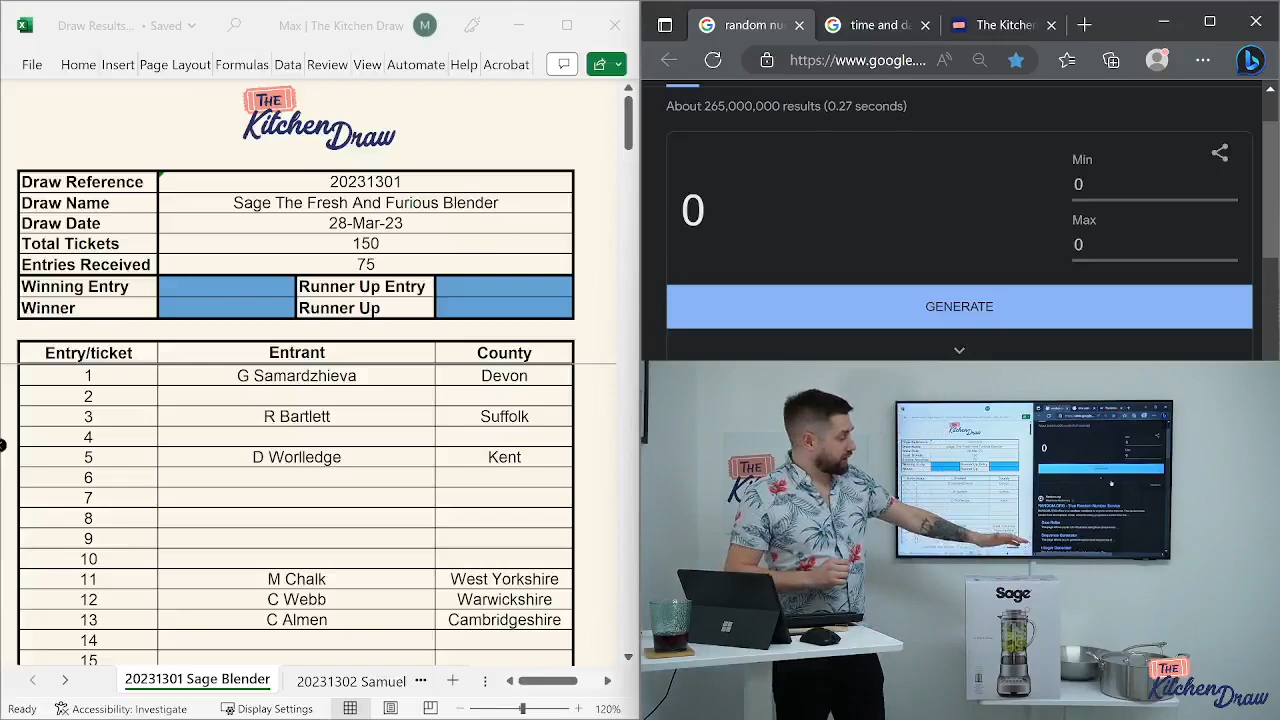 Draw Results... • Saved
Max | The Kitchen Draw
M
File Home Insert Page Layout Formulas Data Review View Automate Help Acrobat
THE
Kitchen Draw
Draw Reference 20231301
Draw Name Sage The Fresh And Furious Blender
Draw Date 28-Mar-23
Total Tickets 150
Entries Received 75
Winning Entry Runner Up Entry
Winner Runner Up
Entry/ticket Entrant County
1 G Samardzhieva Devon
2
3 R Bartlett Suffolk
4
5 D Worfledge Kent
6
7
8
9
10
11 M Chalk West Yorkshire
12 C Webb Warwickshire
13 C Almen Cambridgeshire
14
15
20231301 Sage Blender 20231302 Samuel ...
Ready Accessibility: Investigate Display Settings 120%
random nu
time and da
The Kitchen
https://www.google....
About 265,000,000 results (0.27 seconds)
0
Min
0
Max
0
GENERATE
THE
0
Sage
THE
Kitchen Draw